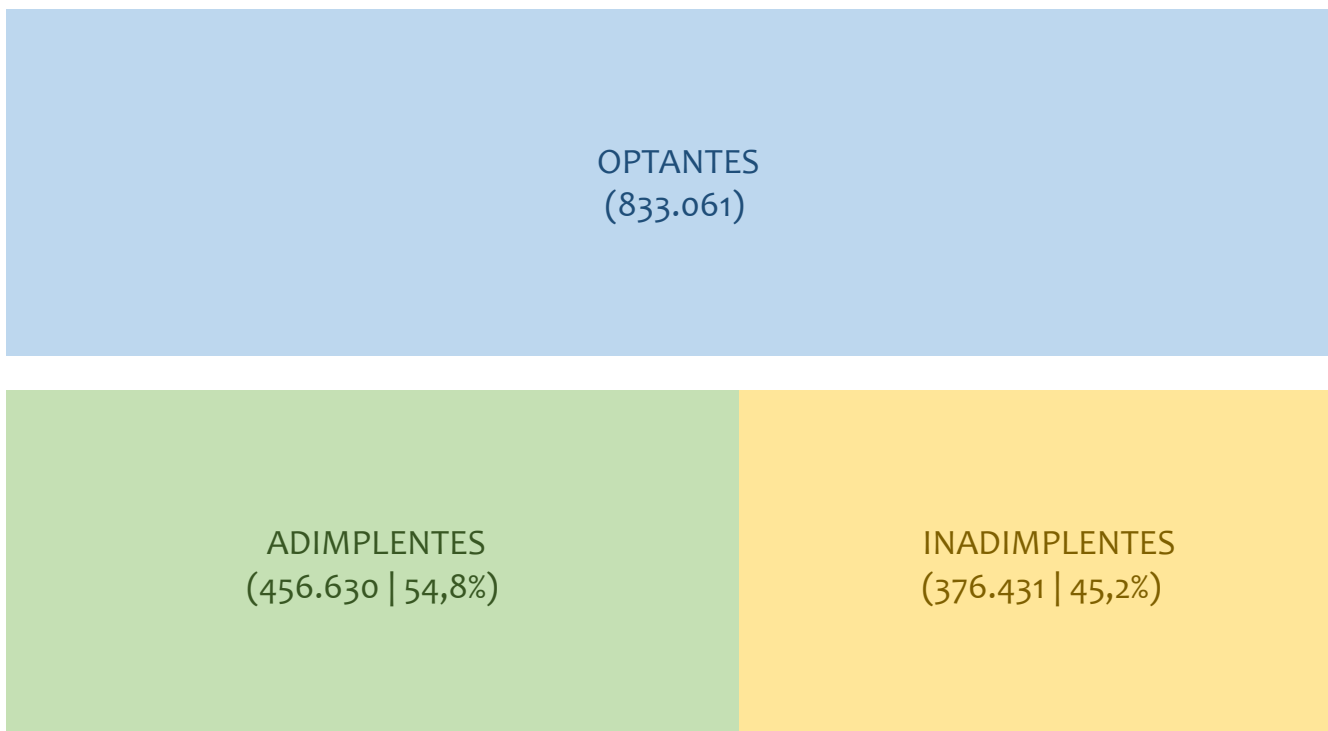 OPTANTES
(833.061)
ADIMPLENTES
(456.630 | 54,8%)
INADIMPLENTES
(376.431 | 45,2%)